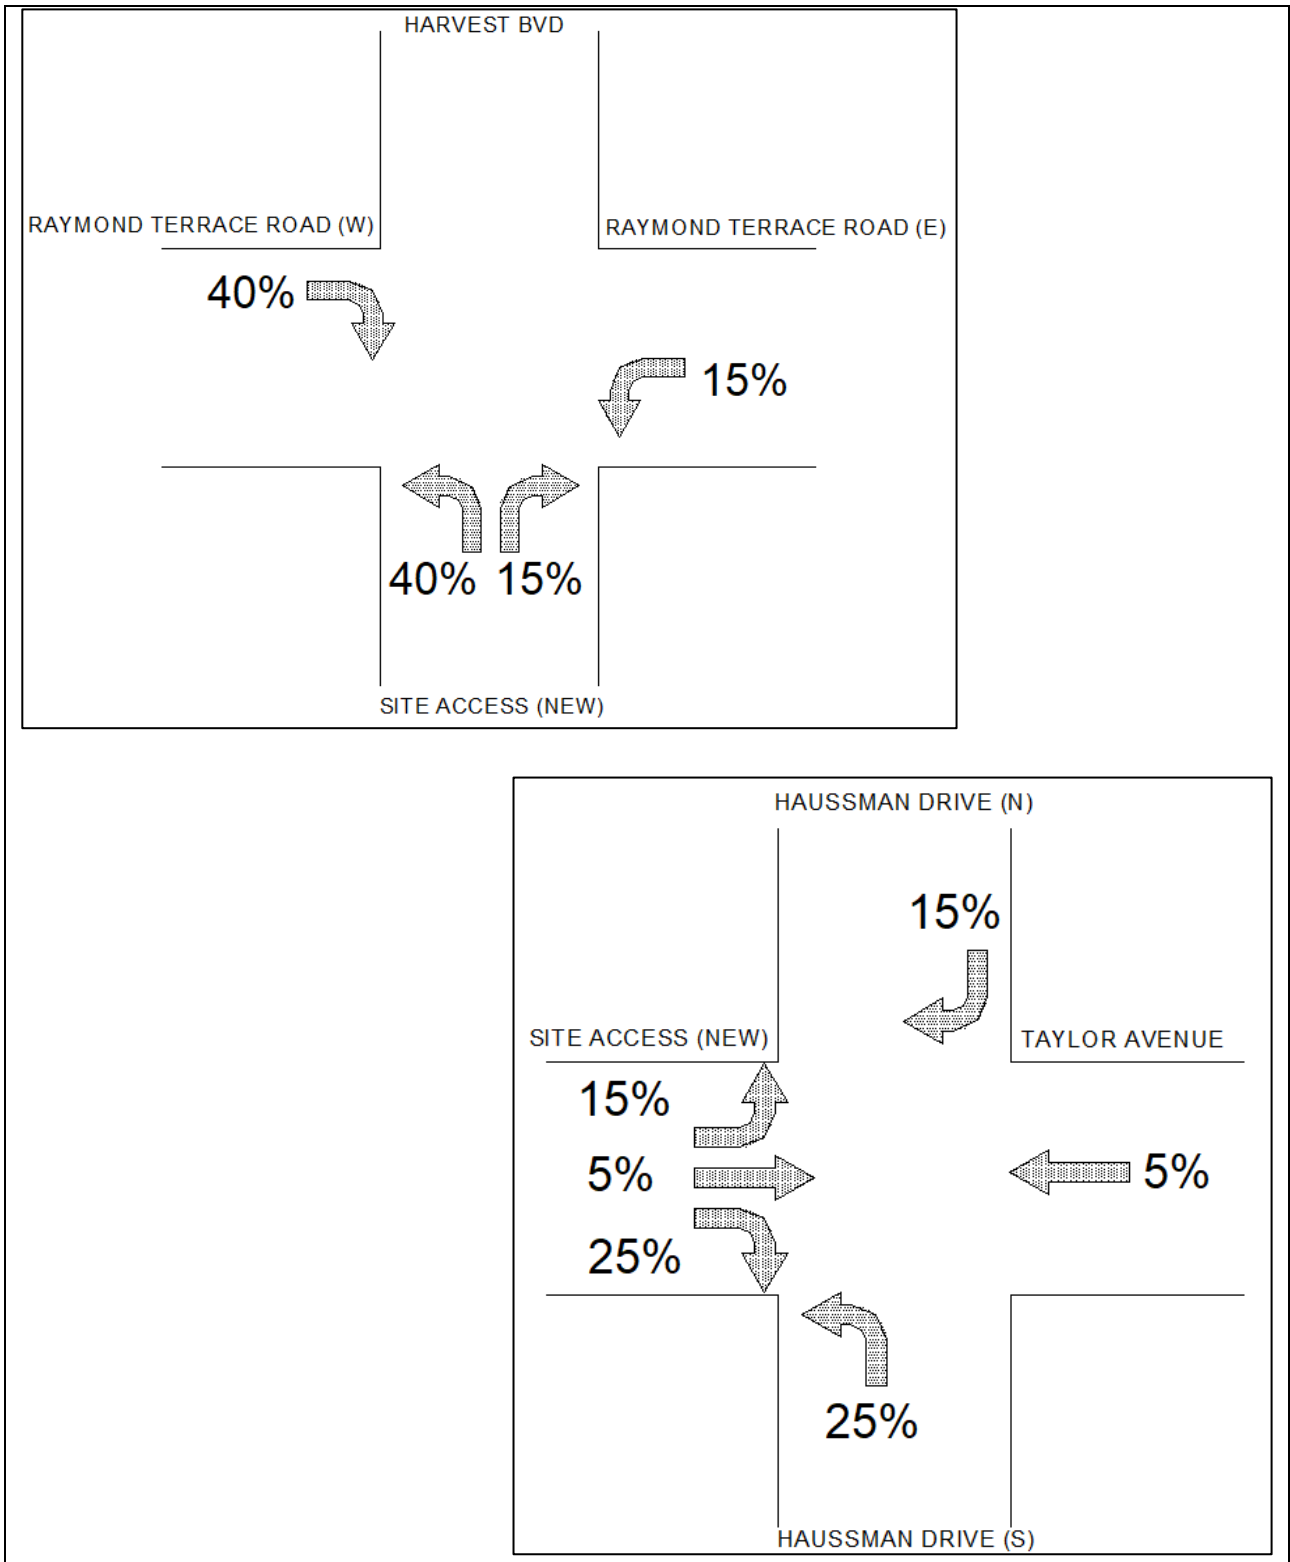 HARVEST BVD
RAYMOND TERRACE ROAD (W)
RAYMOND TERRACE ROAD (E)
40%
15%
40% 15%
SITE ACCESS (NEW)
HAUSSMAN DRIVE (N)
15%
SITE ACCESS (NEW)
TAYLOR AVENUE
15%
5%
5%
25%
25%
HAUSSMAN DRIVE (S)